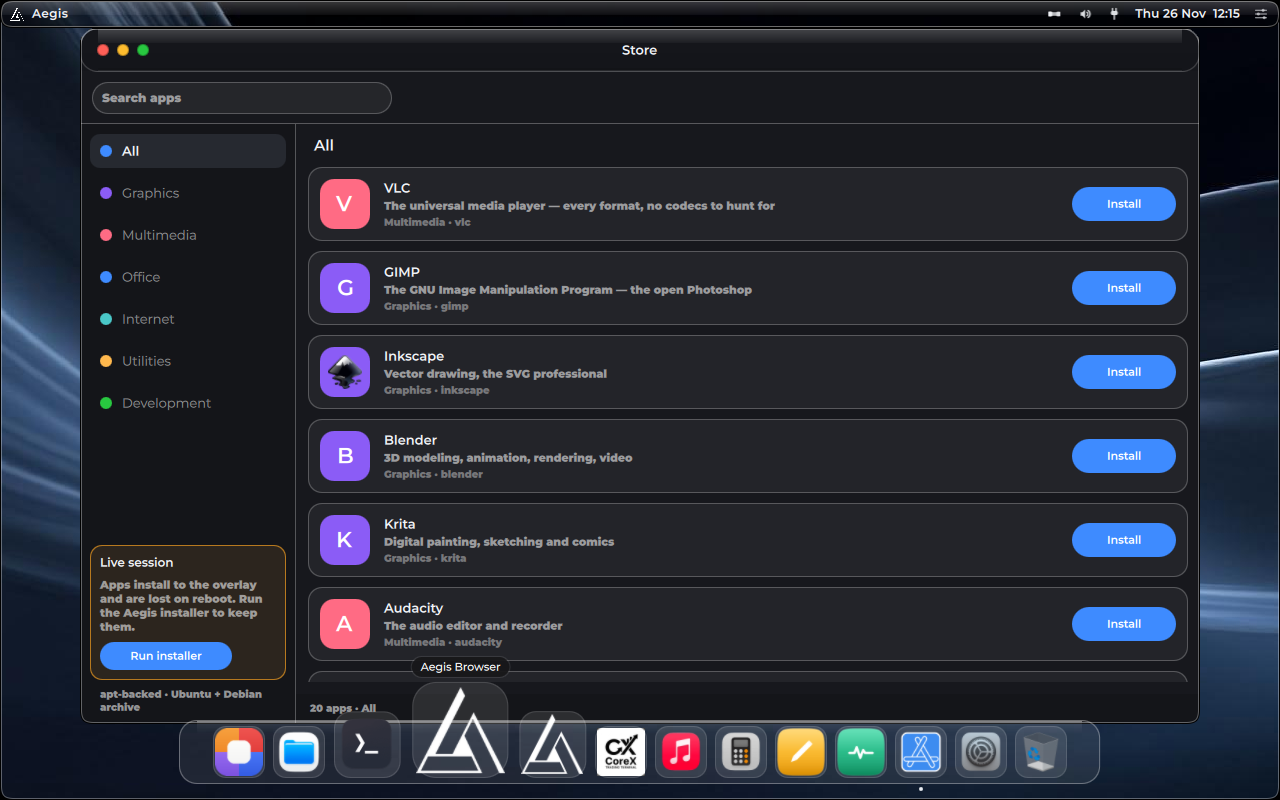 Aegis
Thu 26 Nov 12:15
Store
Search apps
All
Graphics
Multimedia
Office
Internet
Utilities
Development
Live session
Apps install to the overlay
and are lost on reboot. Run
the Aegis installer to keep
them.
Run installer
apt-backed · Ubuntu + Debian
archive
All
V
VLC
The universal media player — every format, no codecs to hunt for
Multimedia · vlc
Install
G
GIMP
The GNU Image Manipulation Program — the open Photoshop
Graphics · gimp
Install
Inkscape
Vector drawing, the SVG professional
Graphics · inkscape
Install
B
Blender
3D modeling, animation, rendering, video
Graphics · blender
Install
K
Krita
Digital painting, sketching and comics
Graphics · krita
Install
A
Audacity
The audio editor and recorder
Multimedia · audacity
Install
20 apps · All
Aegis Browser
CX
CoreX